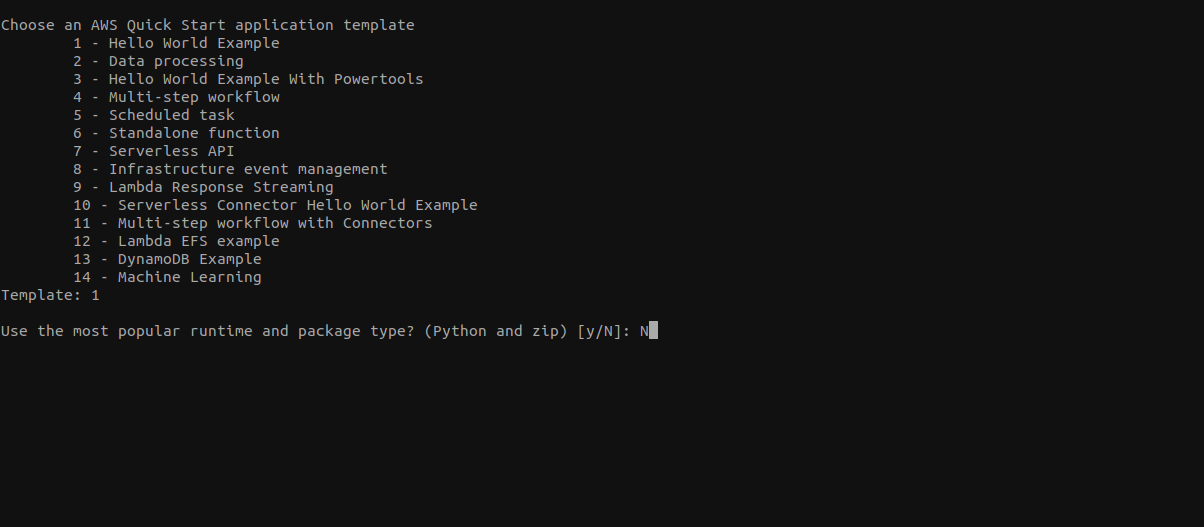 Choose an AWS Quick Start application template
1 - Hello World Example
2 - Data processing
3 - Hello World Example With Powertools
4 - Multi-step workflow
5 - Scheduled task
6 - Standalone function
7 - Serverless API
8 - Infrastructure event management
9 - Lambda Response Streaming
10 - Serverless Connector Hello World Example
11 - Multi-step workflow with Connectors
12 - Lambda EFS example
13 - DynamoDB Example
14 - Machine Learning
Template: 1
Use the most popular runtime and package type? (Python and zip) [y/N]: N